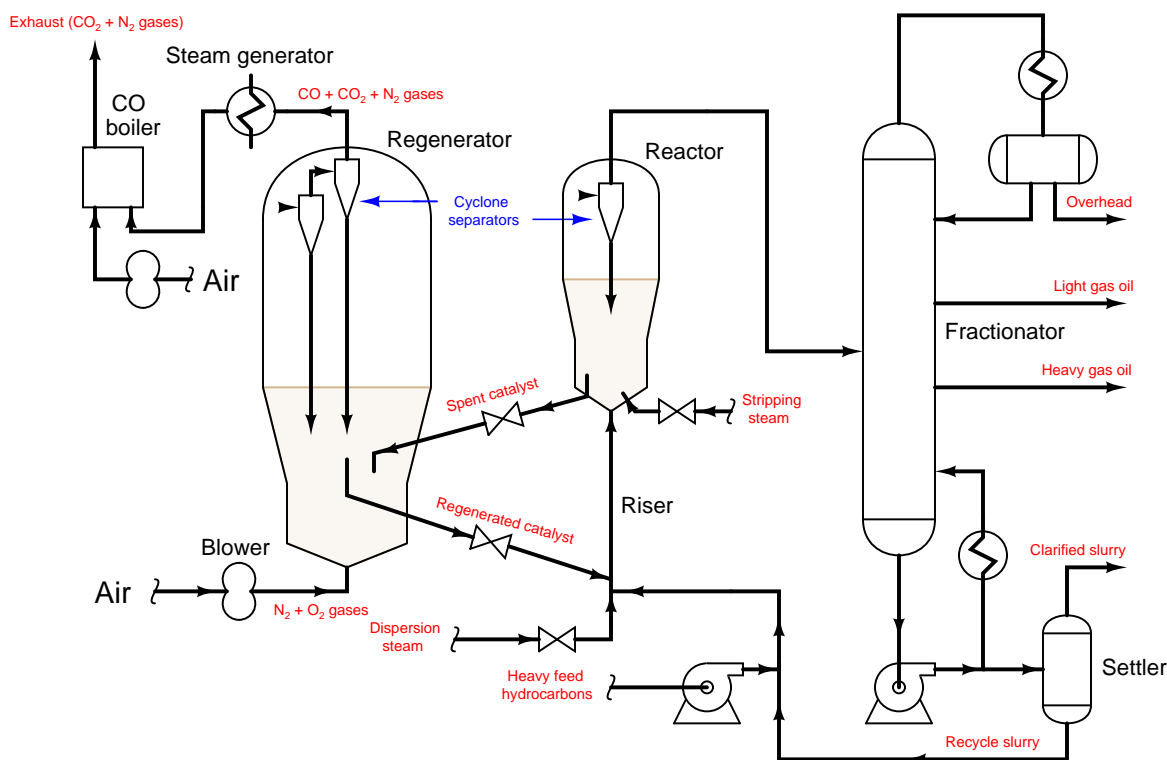 Exhaust (CO₂ + N₂ gases)
Steam generator
CO + CO₂ + N₂ gases
CO
boiler
Regenerator
Reactor
Cyclone
separators
Overhead
Air
Light gas oil
Fractionator
Heavy gas oil
Spent catalyst
Stripping
steam
Riser
Regenerated catalyst
Blower
Clarified slurry
Air
N₂ + O₂ gases
Dispersion
steam
Heavy feed
hydrocarbons
Settler
Recycle slurry